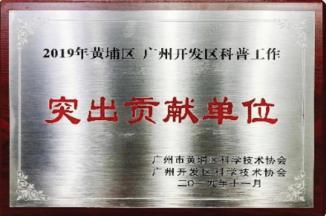 2019年黄埔区 广州开发区科普工作
突出贡献单位
广州市黄埔区科学技术协会
广州开发区科学技术协会
二〇一九年十一月